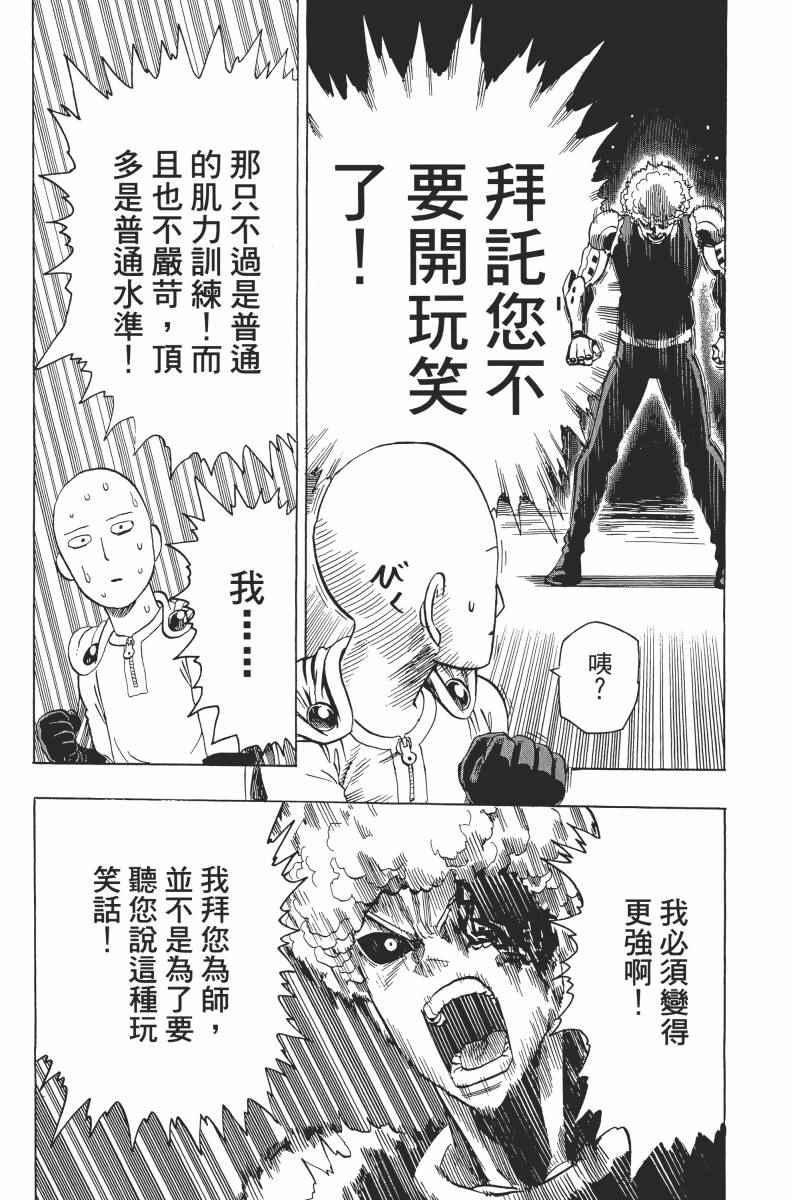 拜託您不
要開玩笑
了！
咦？
びくっ
那只不過是普通
的肌力訓練！而
且也不嚴苛，頂
多是普通水準！
我……
我必須變得
更強啊！
我拜您為師，
並不是為了要
聽您說這種玩
笑話！